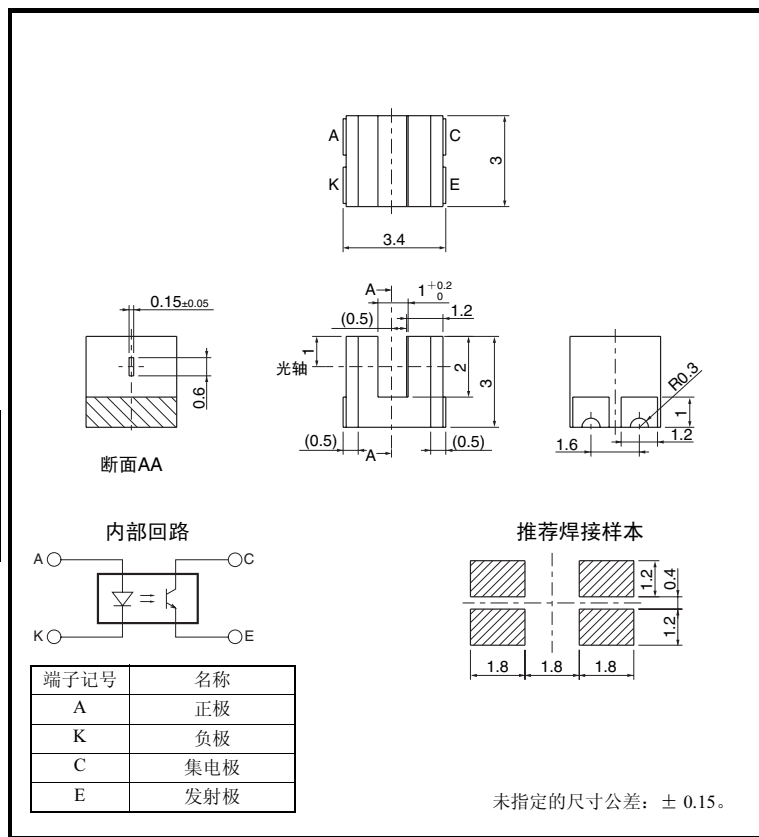 A
C
K
E
3
3.4
0.15±0.05
0.6
断面AA
A
1 +0.2 0
(0.5)
1.2
1
光轴
2
3
(0.5)
(0.5)
A
R0.3
1
1.2
1.6
内部回路
A
C
K
E
推荐焊接样本
1.2
0.4
1.2
1.8
1.8
1.8
端子记号 名称
A 正极
K 负极
C 集电极
E 发射极
未指定的尺寸公差：± 0.15。